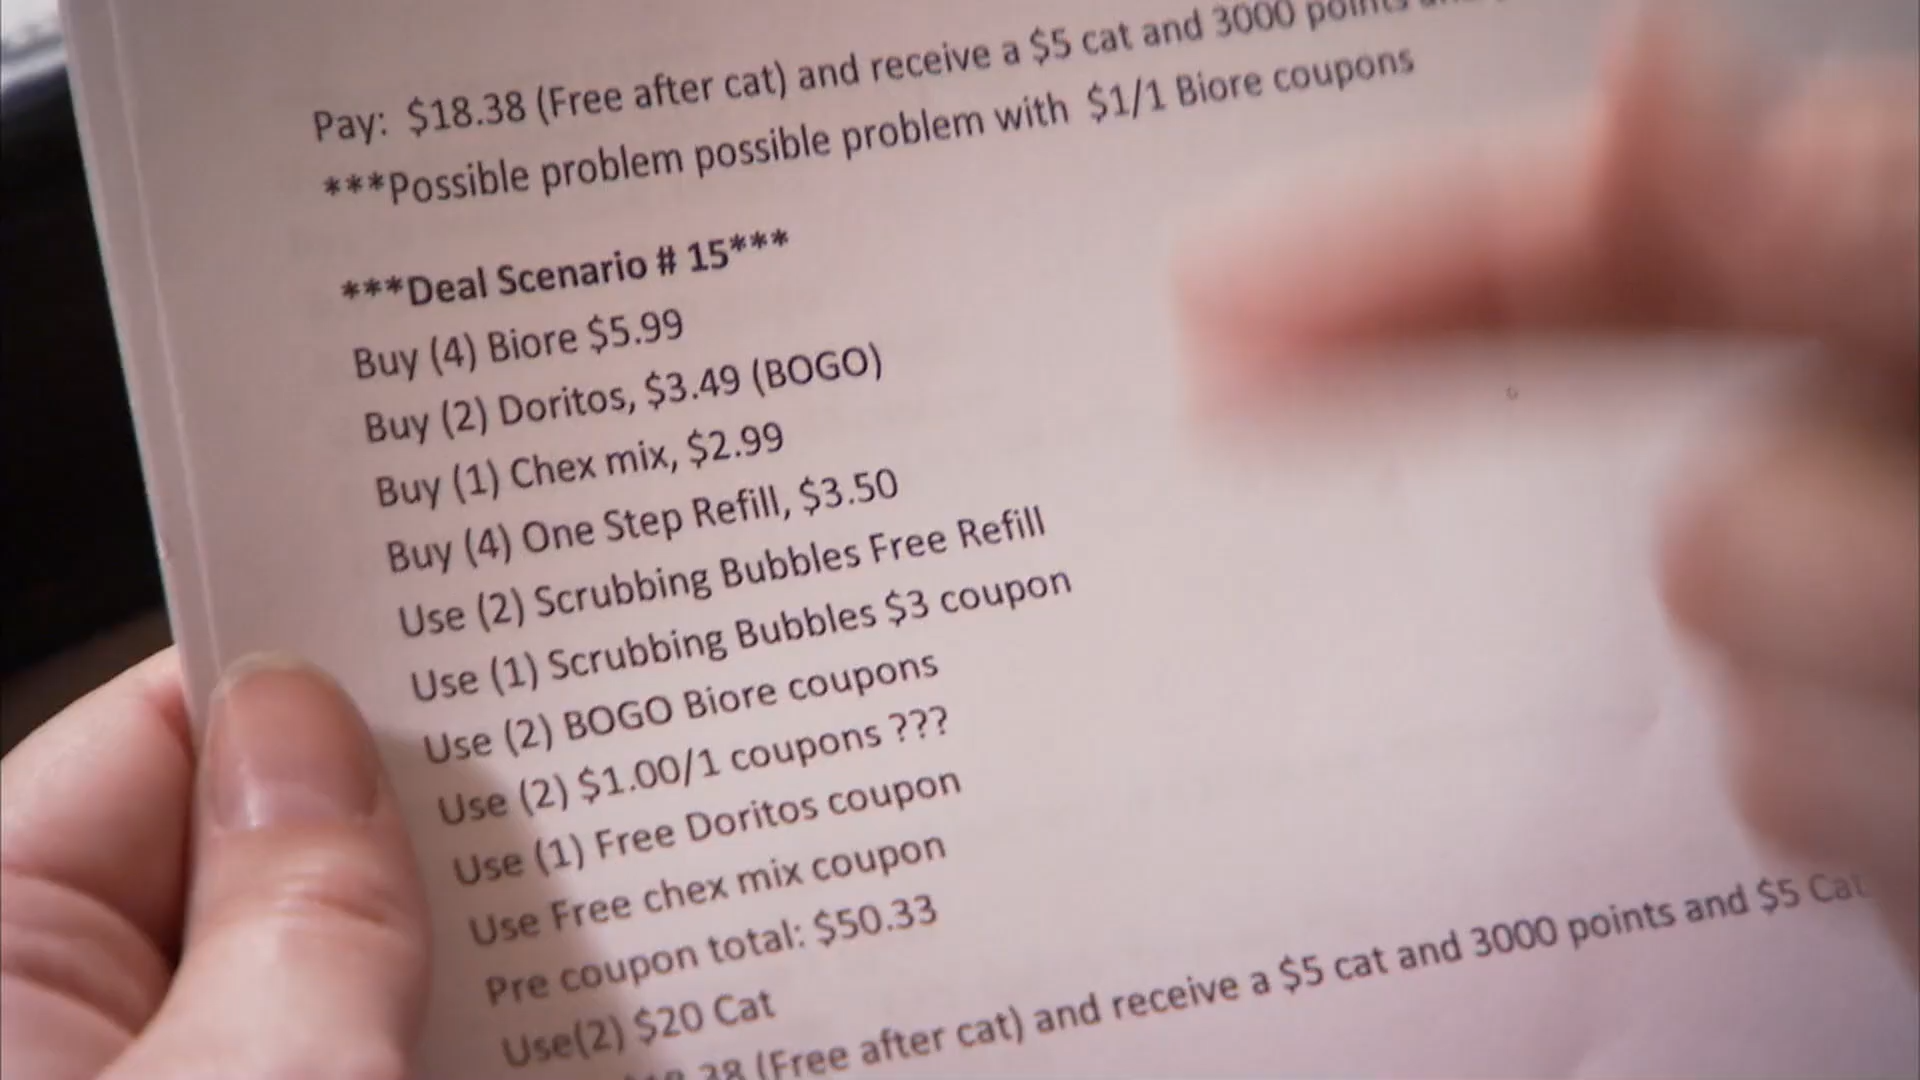 Pay: $18.38 (Free after cat) and receive a $5 cat and 3000 points
***Possible problem possible problem with $1/1 Biore coupons
***Deal Scenario # 15***
Buy (4) Biore $5.99
Buy (2) Doritos, $3.49 (BOGO)
Buy (1) Chex mix, $2.99
Buy (4) One Step Refill, $3.50
Use (2) Scrubbing Bubbles Free Refill
Use (1) Scrubbing Bubbles $3 coupon
Use (2) BOGO Biore coupons
Use (2) $1.00/1 coupons ???
Use (1) Free Doritos coupon
Use Free chex mix coupon
Pre coupon total: $50.33
Use(2) $20 Cat
(Free after cat) and receive a $5 cat and 3000 points and $5 Cat